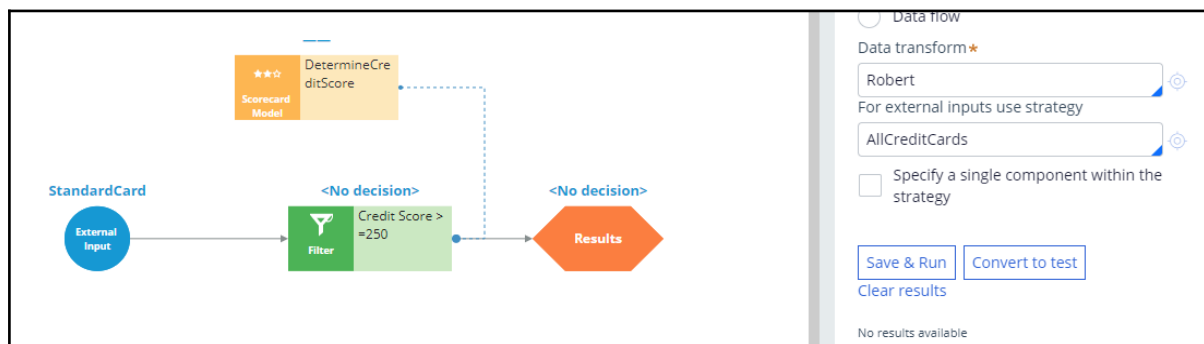 ——
DetermineCre
ditScore
Scorecard
Model
StandardCard
External
Input
<No decision>
Credit Score >
=250
Filter
<No decision>
Results
Data flow
Data transform*
Robert
For external inputs use strategy
AllCreditCards
Specify a single component within the
strategy
Save & Run
Convert to test
Clear results
No results available